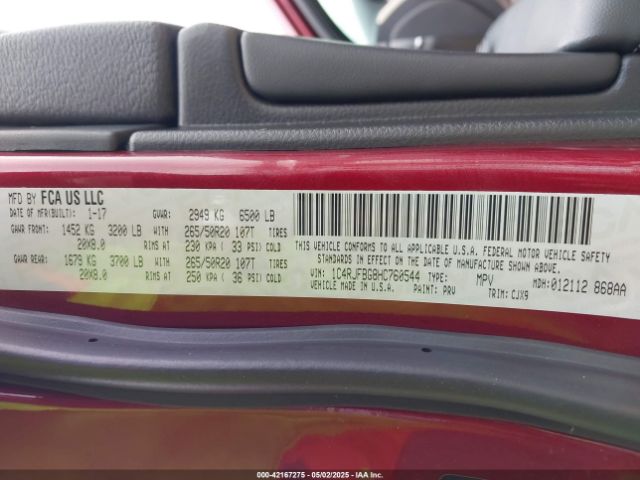 MFD BY FCA US LLC
DATE OF MFR(BUILT): 1-17 GVWR: 2949 KG 6500 LB
GAWR FRONT: 1452 KG 3200 LB WITH 265/50R20 107T TIRES
20X8.0 RIMS AT 230 KPA ( 33 PSI) COLD
GAWR REAR: 1679 KG 3700 LB WITH 265/50R20 107T TIRES
20X8.0 RIMS AT 250 KPA ( 36 PSI) COLD
THIS VEHICLE CONFORMS TO ALL APPLICABLE U.S.A. FEDERAL MOTOR VEHICLE SAFETY
STANDARDS IN EFFECT ON THE DATE OF MANUFACTURE SHOWN ABOVE
VIN: 1C4RJFBG8HC760544 TYPE: MPV MDH: 012112 868AA
VEHICLE MADE IN U.S.A. PAINT: PRV TRIM: CJX9
000-42167275 - 05/02/2025 - IAAI.COM